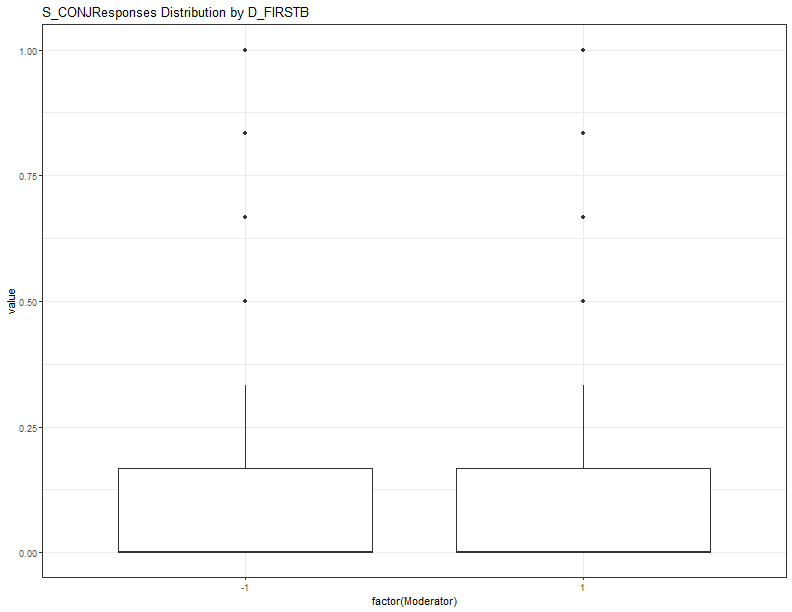 S_CONJResponses Distribution by D_FIRSTB
1.00
0.75
0.50
0.25
0.00
value
-1
1
factor(Moderator)